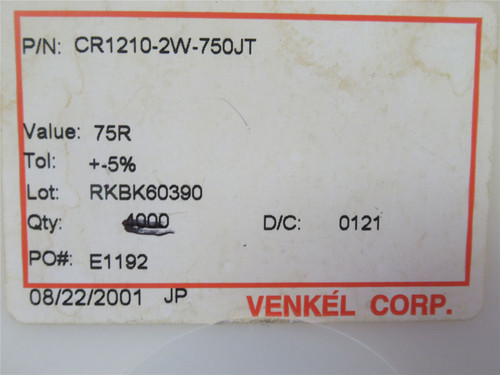 P/N: CR1210-2W-750JT
Value: 75R
Tol: +-5%
Lot: RKBK60390
Qty: 4000 D/C: 0121
PO#: E1192
08/22/2001 JP VENKÉL CORP.